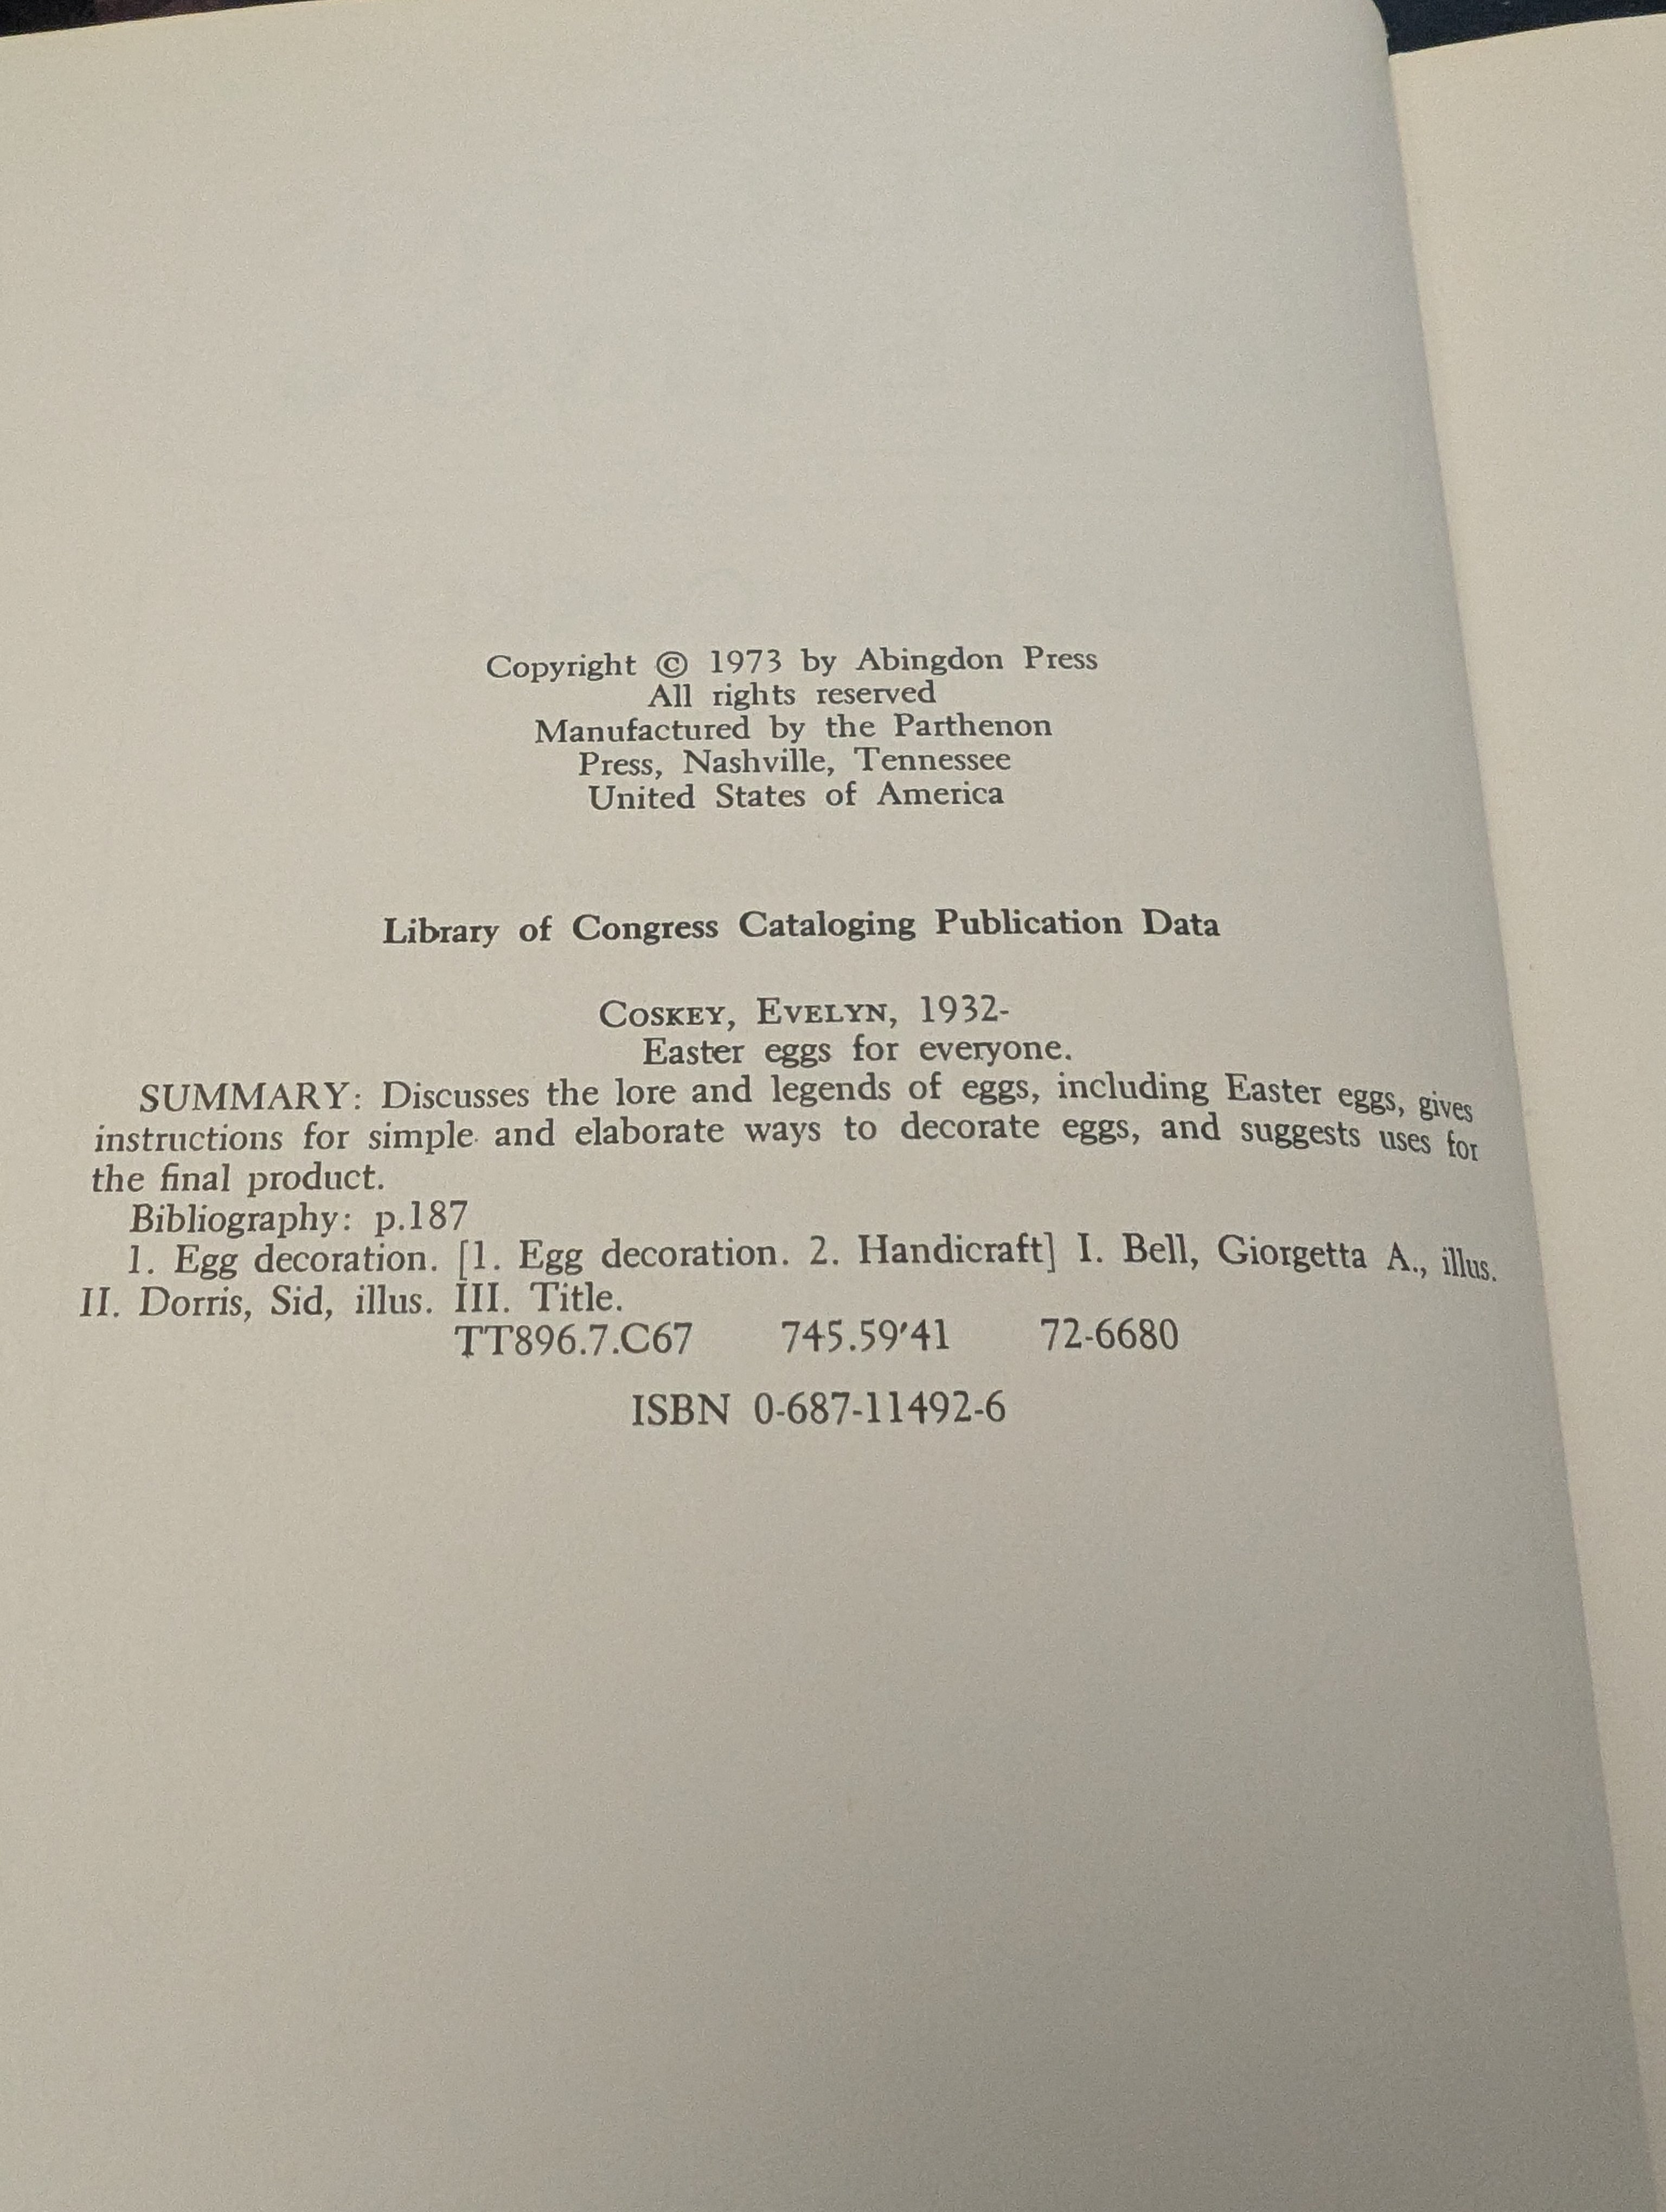 Copyright © 1973 by Abingdon Press
All rights reserved
Manufactured by the Parthenon
Press, Nashville, Tennessee
United States of America
Library of Congress Cataloging Publication Data
COSKEY, EVELYN, 1932-
Easter eggs for everyone.
SUMMARY: Discusses the lore and legends of eggs, including Easter eggs, gives
instructions for simple and elaborate ways to decorate eggs, and suggests uses for
the final product.
Bibliography: p.187
1. Egg decoration. [1. Egg decoration. 2. Handicraft] I. Bell, Giorgetta A., illus.
II. Dorris, Sid, illus. III. Title.
TT896.7.C67 745.59′41 72-6680
ISBN 0-687-11492-6